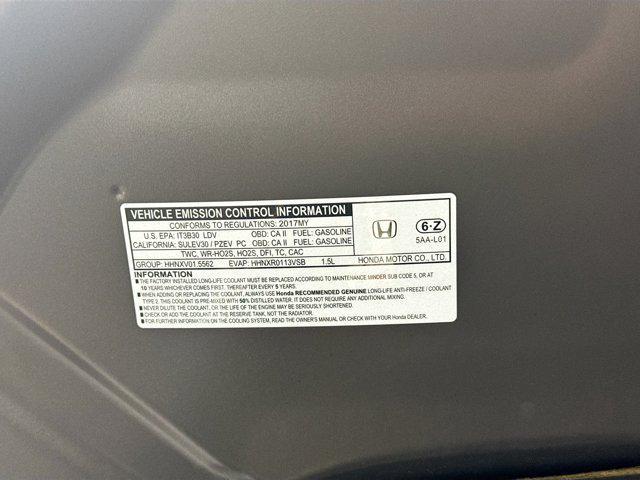 VEHICLE EMISSION CONTROL INFORMATION
CONFORMS TO REGULATIONS: 2017MY
U.S. EPA: IT3B30 LDV OBD: CA II FUEL: GASOLINE
CALIFORNIA: SULEV30 / PZEV PC OBD: CA II FUEL: GASOLINE
TWC, WR-HO2S, HO2S, DFI, TC, CAC
GROUP: HHNXV01.5562 EVAP: HHNXR0113VSB 1.5L
6·Z
5AA-L01
HONDA MOTOR CO., LTD.
INFORMATION
■ THE FACTORY INSTALLED LONG-LIFE COOLANT MUST BE REPLACED ACCORDING TO MAINTENANCE MINDER SUB CODE 5, OR AT
10 YEARS WHICHEVER COMES FIRST. THEREAFTER EVERY 5 YEARS.
■ WHEN ADDING OR REPLACING THE COOLANT, ALWAYS USE Honda RECOMMENDED GENUINE LONG-LIFE ANTI-FREEZE / COOLANT
TYPE 2. THIS COOLANT IS PRE-MIXED WITH 50% DISTILLED WATER. IT DOES NOT REQUIRE ANY ADDITIONAL MIXING.
■ NEVER DILUTE THE COOLANT, OR THE LIFE OF THE ENGINE MAY BE SERIOUSLY SHORTENED.
■ CHECK OR ADD THE COOLANT AT THE RESERVE TANK, NOT THE RADIATOR.
■ FOR FURTHER INFORMATION ON THE COOLING SYSTEM, READ THE OWNER'S MANUAL OR CHECK WITH YOUR Honda DEALER.